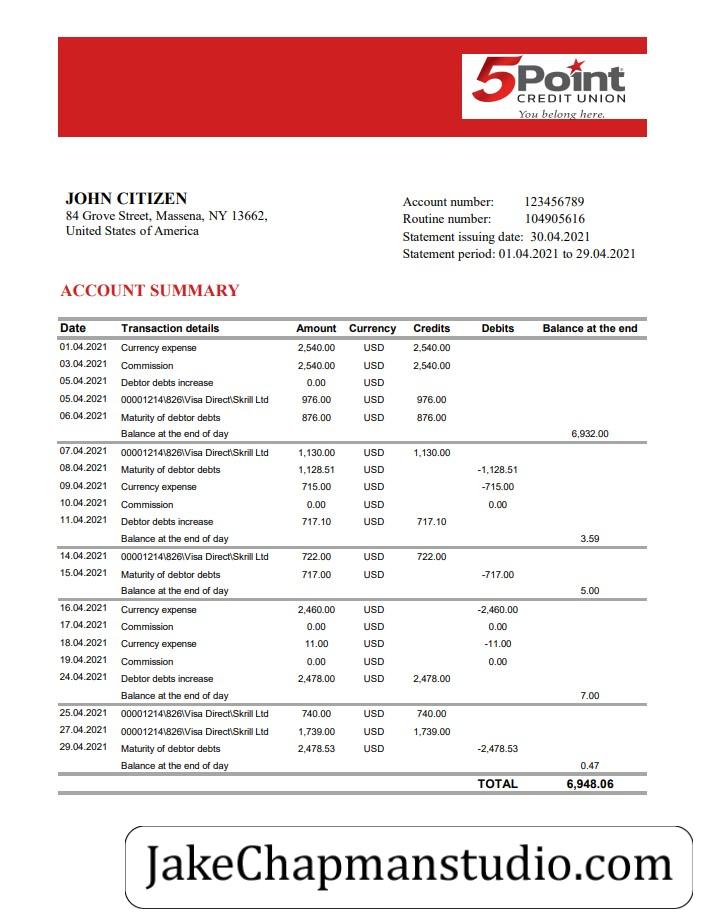 5Point
CREDIT UNION
You belong here.
JOHN CITIZEN
84 Grove Street, Massena, NY 13662,
United States of America
Account number: 123456789
Routine number: 104905616
Statement issuing date: 30.04.2021
Statement period: 01.04.2021 to 29.04.2021
ACCOUNT SUMMARY
Date Transaction details Amount Currency Credits Debits Balance at the end
01.04.2021 Currency expense 2,540.00 USD 2,540.00
03.04.2021 Commission 2,540.00 USD 2,540.00
05.04.2021 Debtor debts increase 0.00 USD
05.04.2021 00001214\826\Visa Direct\Skrill Ltd 976.00 USD 976.00
06.04.2021 Maturity of debtor debts 876.00 USD 876.00
Balance at the end of day 6,932.00
07.04.2021 00001214\826\Visa Direct\Skrill Ltd 1,130.00 USD 1,130.00
08.04.2021 Maturity of debtor debts 1,128.51 USD -1,128.51
09.04.2021 Currency expense 715.00 USD -715.00
10.04.2021 Commission 0.00 USD 0.00
11.04.2021 Debtor debts increase 717.10 USD 717.10
Balance at the end of day 3.59
14.04.2021 00001214\826\Visa Direct\Skrill Ltd 722.00 USD 722.00
15.04.2021 Maturity of debtor debts 717.00 USD -717.00
Balance at the end of day 5.00
16.04.2021 Currency expense 2,460.00 USD -2,460.00
17.04.2021 Commission 0.00 USD 0.00
18.04.2021 Currency expense 11.00 USD -11.00
19.04.2021 Commission 0.00 USD 0.00
24.04.2021 Debtor debts increase 2,478.00 USD 2,478.00
Balance at the end of day 7.00
25.04.2021 00001214\826\Visa Direct\Skrill Ltd 740.00 USD 740.00
27.04.2021 00001214\826\Visa Direct\Skrill Ltd 1,739.00 USD 1,739.00
29.04.2021 Maturity of debtor debts 2,478.53 USD -2,478.53
Balance at the end of day 0.47
TOTAL 6,948.06
JakeChapmanstudio.com